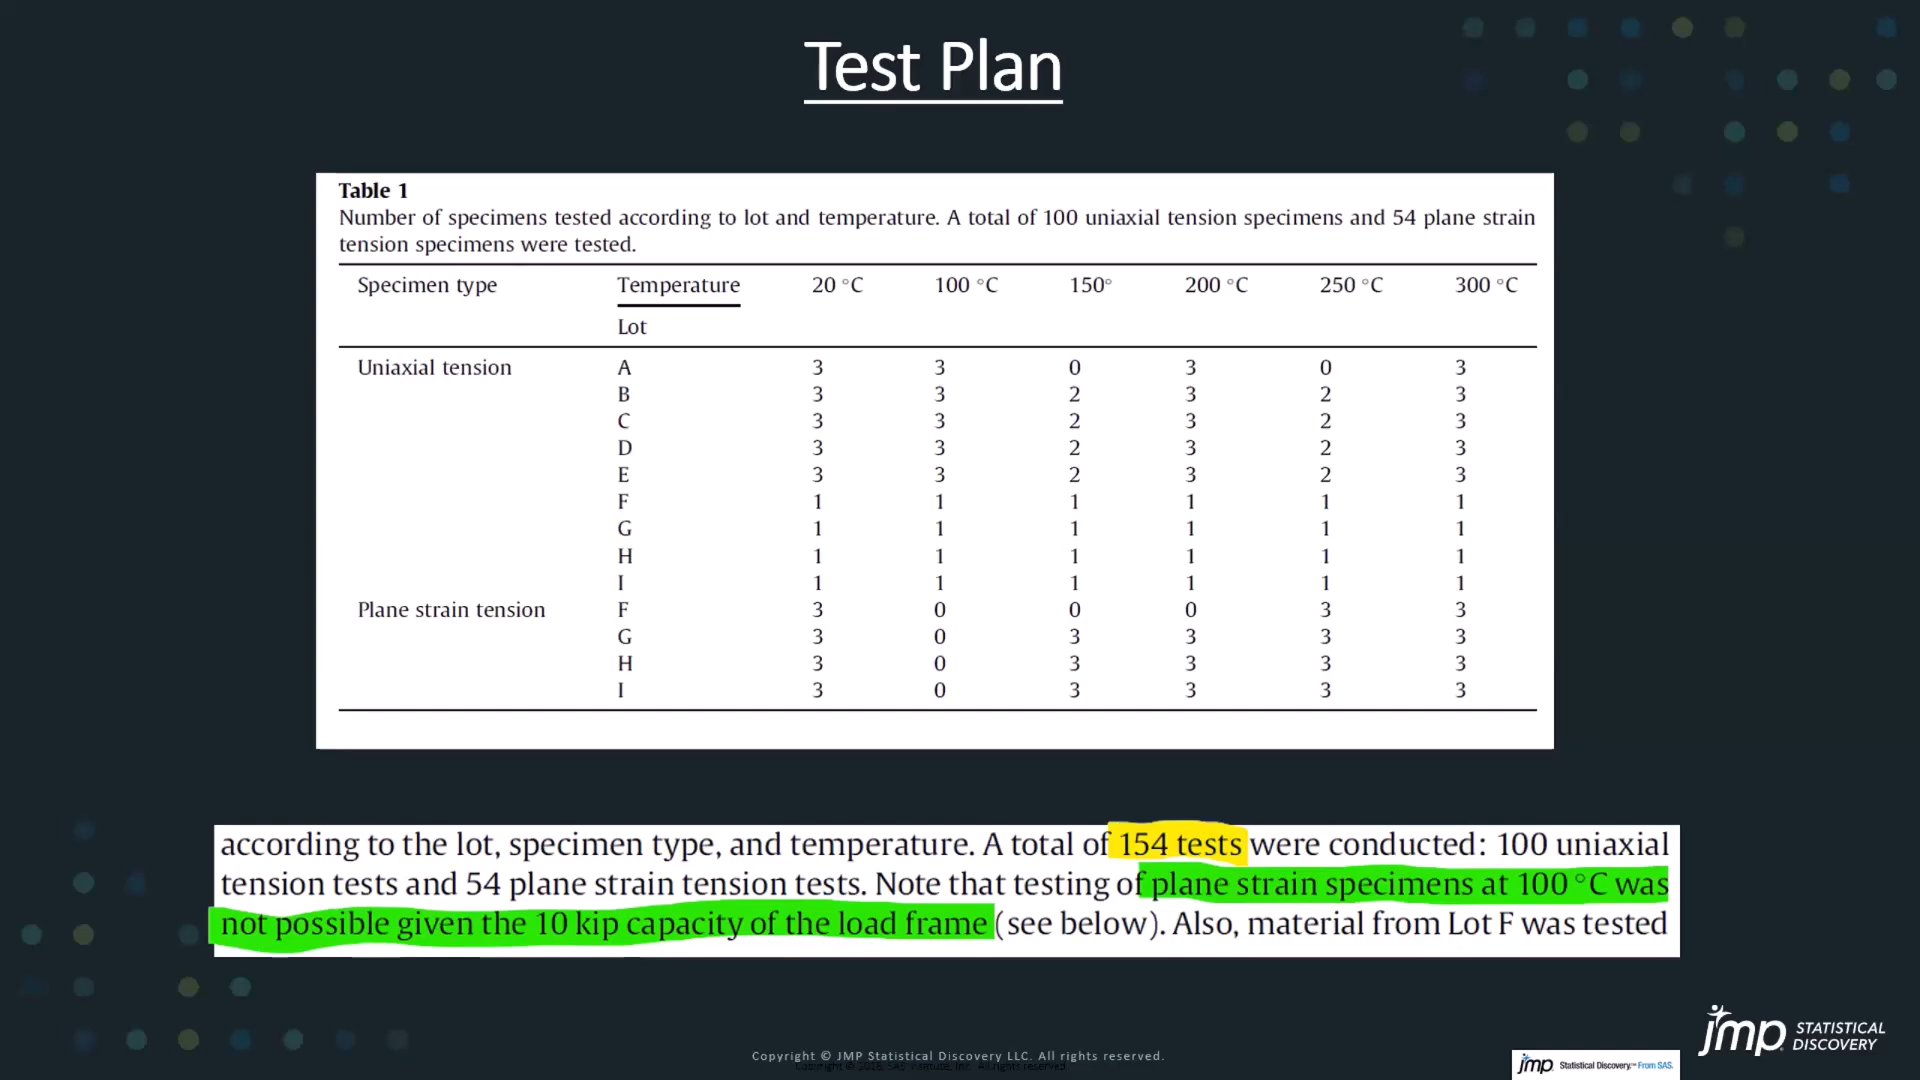 Test Plan
Table 1
Number of specimens tested according to lot and temperature. A total of 100 uniaxial tension specimens and 54 plane strain
tension specimens were tested.
Specimen type Temperature 20 °C 100 °C 150° 200 °C 250 °C 300 °C
Lot
Uniaxial tension A 3 3 0 3 0 3
B 3 3 2 3 2 3
C 3 3 2 3 2 3
D 3 3 2 3 2 3
E 3 3 2 3 2 3
F 1 1 1 1 1 1
G 1 1 1 1 1 1
H 1 1 1 1 1 1
I 1 1 1 1 1 1
Plane strain tension F 3 0 0 0 3 3
G 3 0 3 3 3 3
H 3 0 3 3 3 3
I 3 0 3 3 3 3
according to the lot, specimen type, and temperature. A total of 154 tests were conducted: 100 uniaxial
tension tests and 54 plane strain tension tests. Note that testing of plane strain specimens at 100 °C was
not possible given the 10 kip capacity of the load frame (see below). Also, material from Lot F was tested
jmp STATISTICAL
DISCOVERY
Copyright © JMP Statistical Discovery LLC. All rights reserved.
jmp Statistical Discovery.™ From SAS.